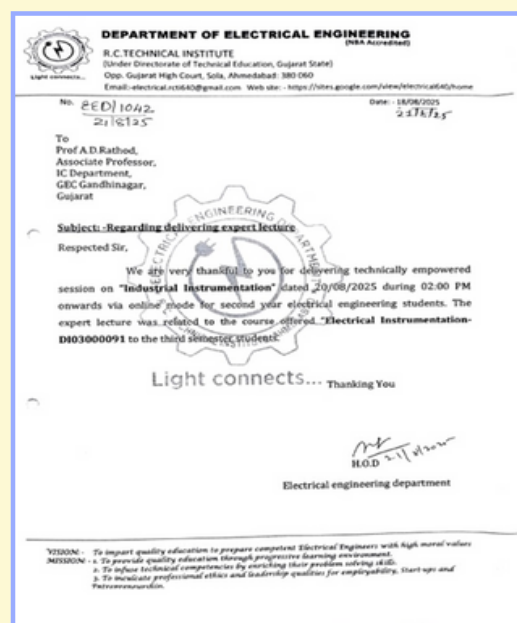 DEPARTMENT OF ELECTRICAL ENGINEERING
(NBA Accredited)
R.C.TECHNICAL INSTITUTE
(Under Directorate of Technical Education, Gujarat State)
Opp. Gujarat High Court, Sola, Ahmedabad: 380 060
Light connects...
Email:-electrical.rcti640@gmail.com Web site: - https://sites.google.com/view/electrical640/home
No. EED/1042 Date: - 18/08/2025
21/8/25 21/8/25
To
Prof A.D.Rathod,
Associate Professor,
IC Department,
GEC Gandhinagar,
Gujarat
Subject: -Regarding delivering expert lecture
Respected Sir,
We are very thankful to you for delivering technically empowered
session on "Industrial Instrumentation" dated 20/08/2025 during 02:00 PM
onwards via online mode for second year electrical engineering students. The
expert lecture was related to the course offered "Electrical Instrumentation-
DI03000091 to the third semester students.
Light connects... Thanking You
H.O.D 21/8/2025
Electrical engineering department
VISION:- To impart quality education to prepare competent Electrical Engineers with high moral values
MISSION:- 1. To provide quality education through progressive learning environment.
2. To infuse technical competencies by enriching their problem solving skills.
3. To inculcate professional ethics and leadership qualities for employability, Start-ups and